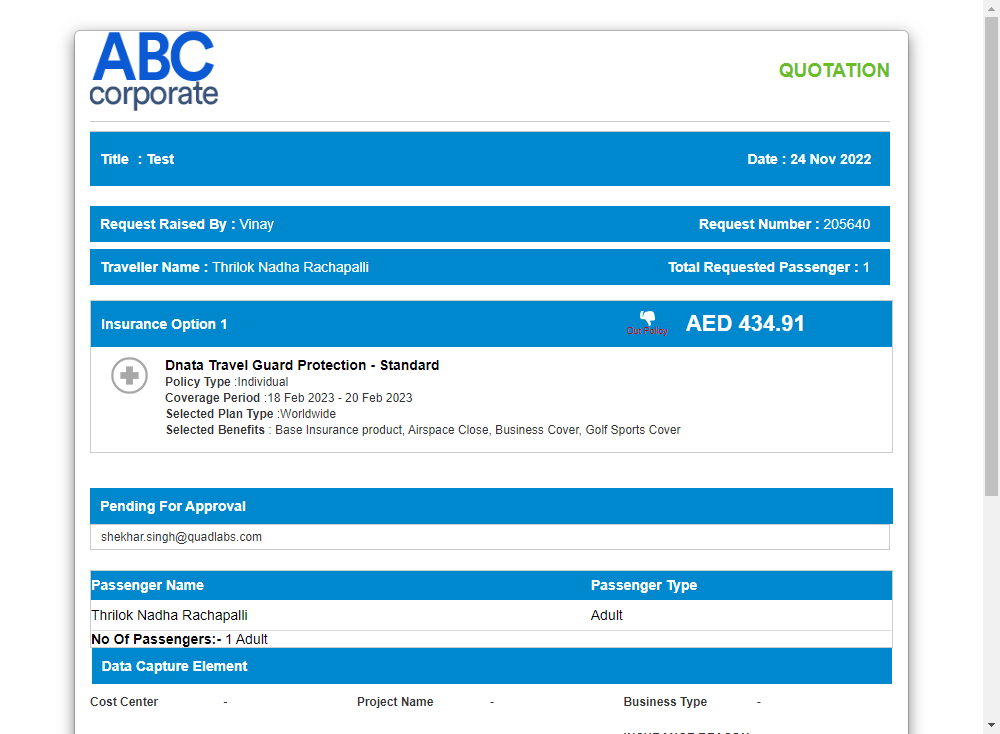 ABC
corporate
QUOTATION
Title : Test
Date : 24 Nov 2022
Request Raised By : Vinay
Request Number : 205640
Traveller Name : Thrilok Nadha Rachapalli
Total Requested Passenger : 1
Insurance Option 1
Out Policy
AED 434.91
Dnata Travel Guard Protection - Standard
Policy Type :Individual
Coverage Period :18 Feb 2023 - 20 Feb 2023
Selected Plan Type :Worldwide
Selected Benefits : Base Insurance product, Airspace Close, Business Cover, Golf Sports Cover
Pending For Approval
shekhar.singh@quadlabs.com
Passenger Name Passenger Type
Thrilok Nadha Rachapalli Adult
No Of Passengers:- 1 Adult
Data Capture Element
Cost Center - Project Name - Business Type -